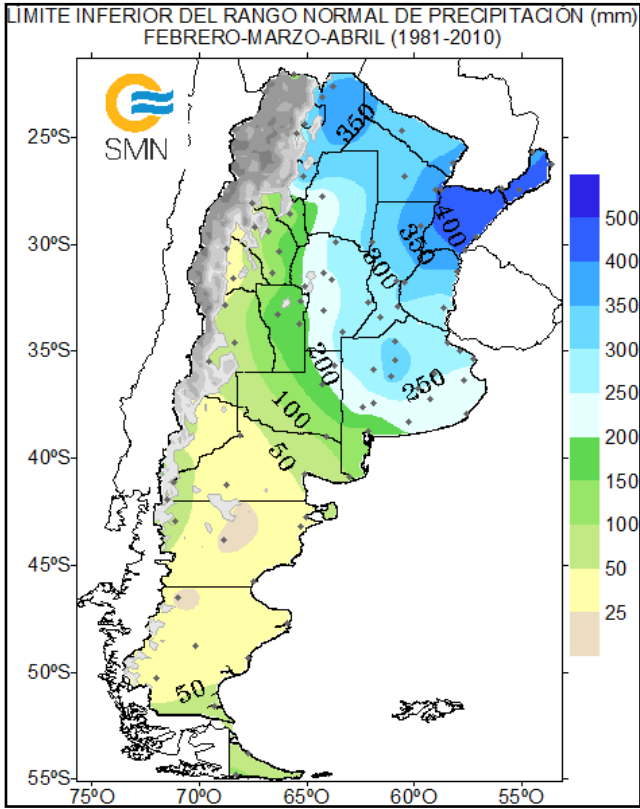 LÍMITE INFERIOR DEL RANGO NORMAL DE PRECIPITACIÓN (mm)
FEBRERO-MARZO-ABRIL (1981-2010)
SMN
25ºS
30ºS
35ºS
40ºS
45ºS
50ºS
55ºS
75ºO
70ºO
65ºO
60ºO
55ºO
350
400
350
300
200
250
100
50
50
500
400
350
300
250
200
150
100
50
25